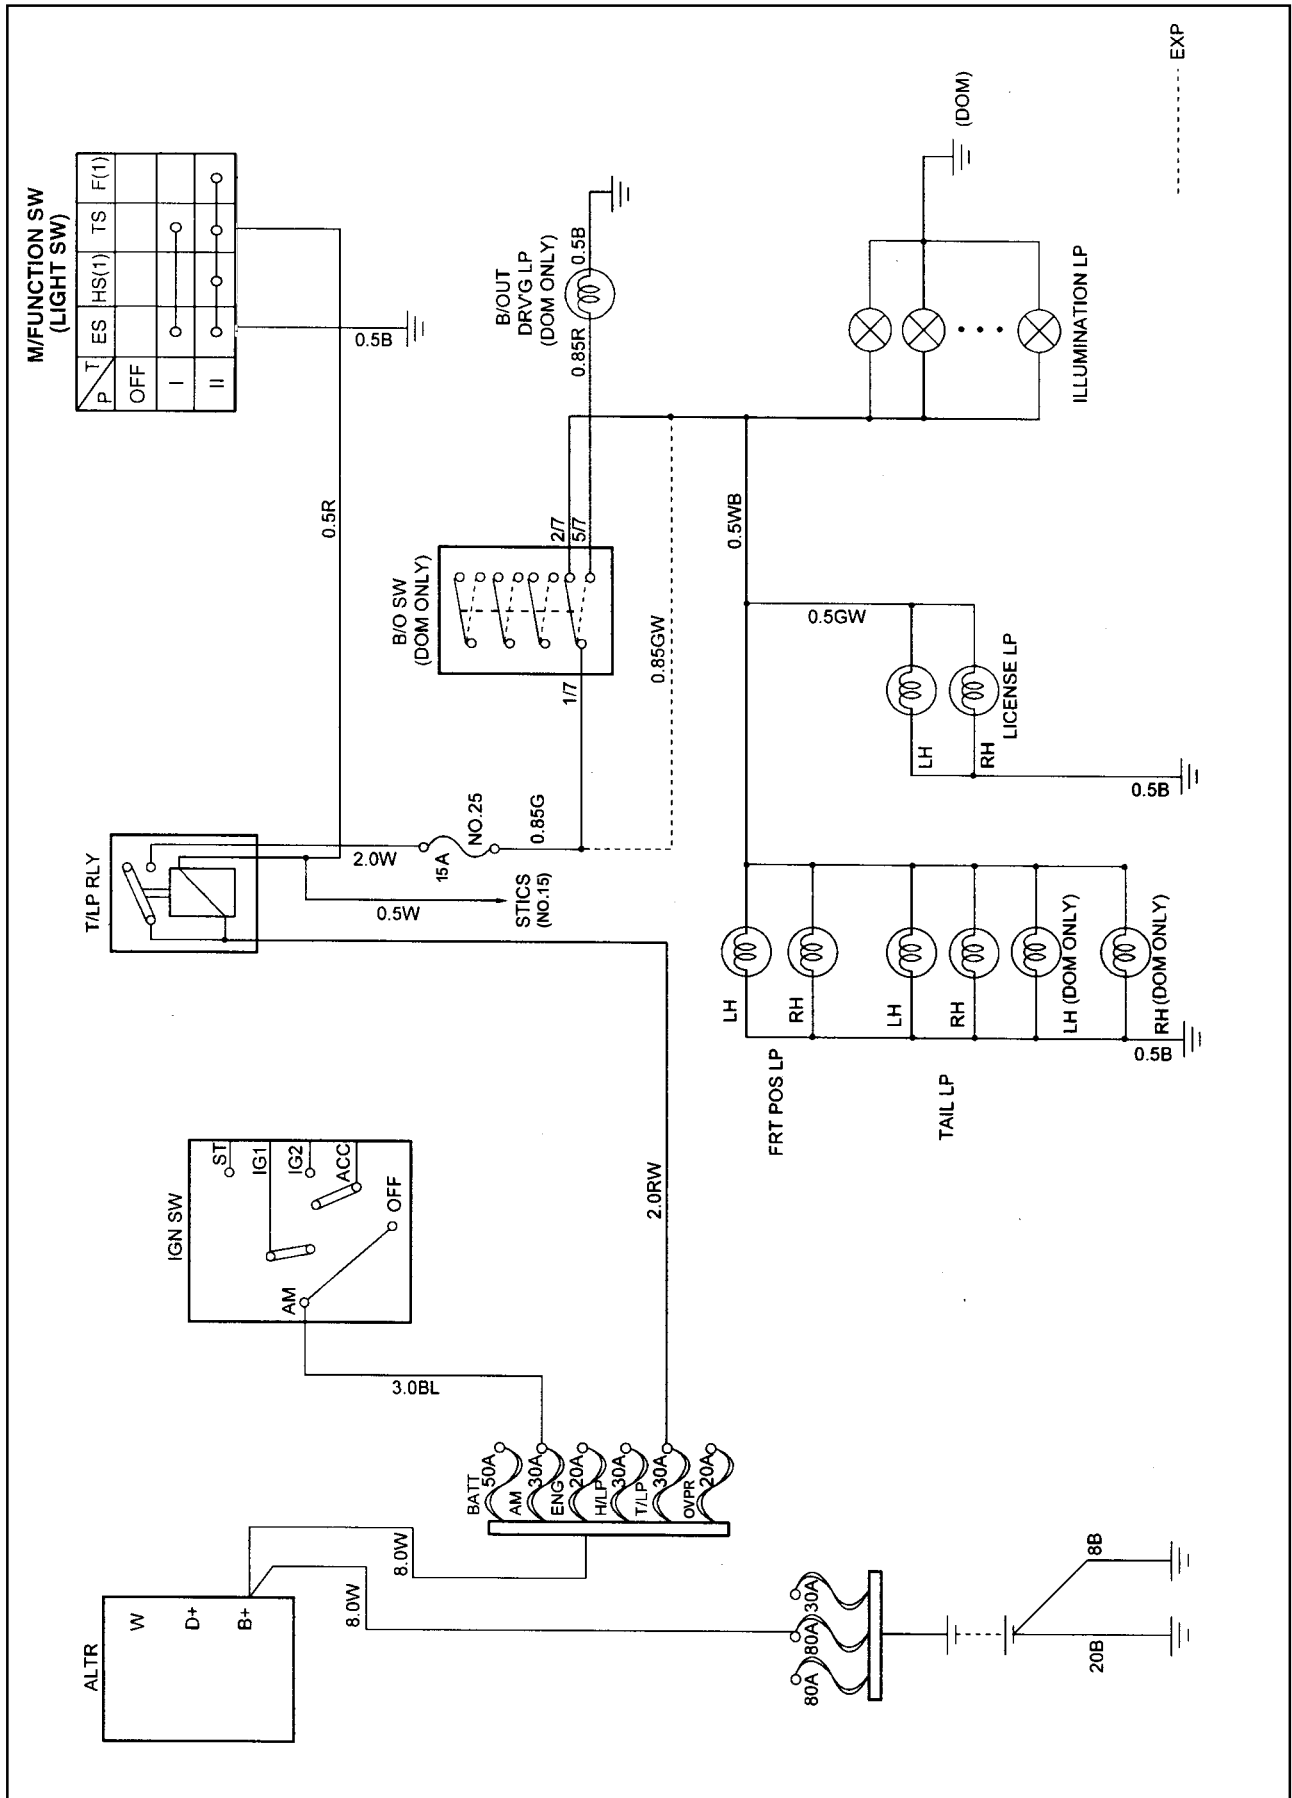 M/FUNCTION SW
(LIGHT SW)
P T ES HS(1) TS F(1)
OFF
I
II
0.5B
0.5R
T/LP RLY
2.0W
15A
NO.25
0.85G
0.5W
STICS
(NO.15)
B/O SW
(DOM ONLY)
1/7
2/7
5/7
B/OUT
DRV'G LP
(DOM ONLY)
0.85R
0.5B
0.85GW
(DOM)
EXP
ILLUMINATION LP
0.5WB
0.5GW
LH
RH
LICENSE LP
0.5B
LH
RH
FRT POS LP
LH
RH
LH (DOM ONLY)
RH (DOM ONLY)
TAIL LP
0.5B
IGN SW
AM
ST
IG1
IG2
ACC
OFF
3.0BL
2.0RW
BATT
50A
AM
30A
ENG
20A
H/LP
30A
T/LP
30A
OVPR
20A
ALTR
W
D+
B+
8.0W
8.0W
80A
80A
30A
20B
8B